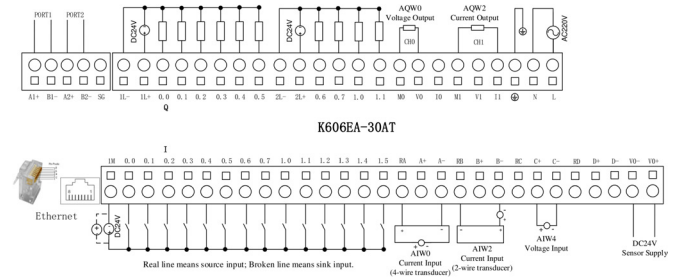 AQW0
Voltage Output
AQW2
Current Output
PORT1 PORT2
DC24V
DC24V
CH0
CH1
AC220V
A1+ B1- A2+ B2- SG 1L- 1L+ 0.0 0.1 0.2 0.3 0.4 0.5 2L- 2L+ 0.6 0.7 1.0 1.1 M0 V0 I0 M1 V1 I1 N L
Q
K606EA-30AT
I
1M 0.0 0.1 0.2 0.3 0.4 0.5 0.6 0.7 1.0 1.1 1.2 1.3 1.4 1.5 RA A+ A- RB B+ B- RC C+ C- RD D+ D- VO- VO+
Ethernet
DC24V
Real line means source input; Broken line means sink input.
AIW0
Current Input
(4-wire transducer)
AIW2
Current Input
(2-wire transducer)
AIW4
Voltage Input
DC24V
Sensor Supply